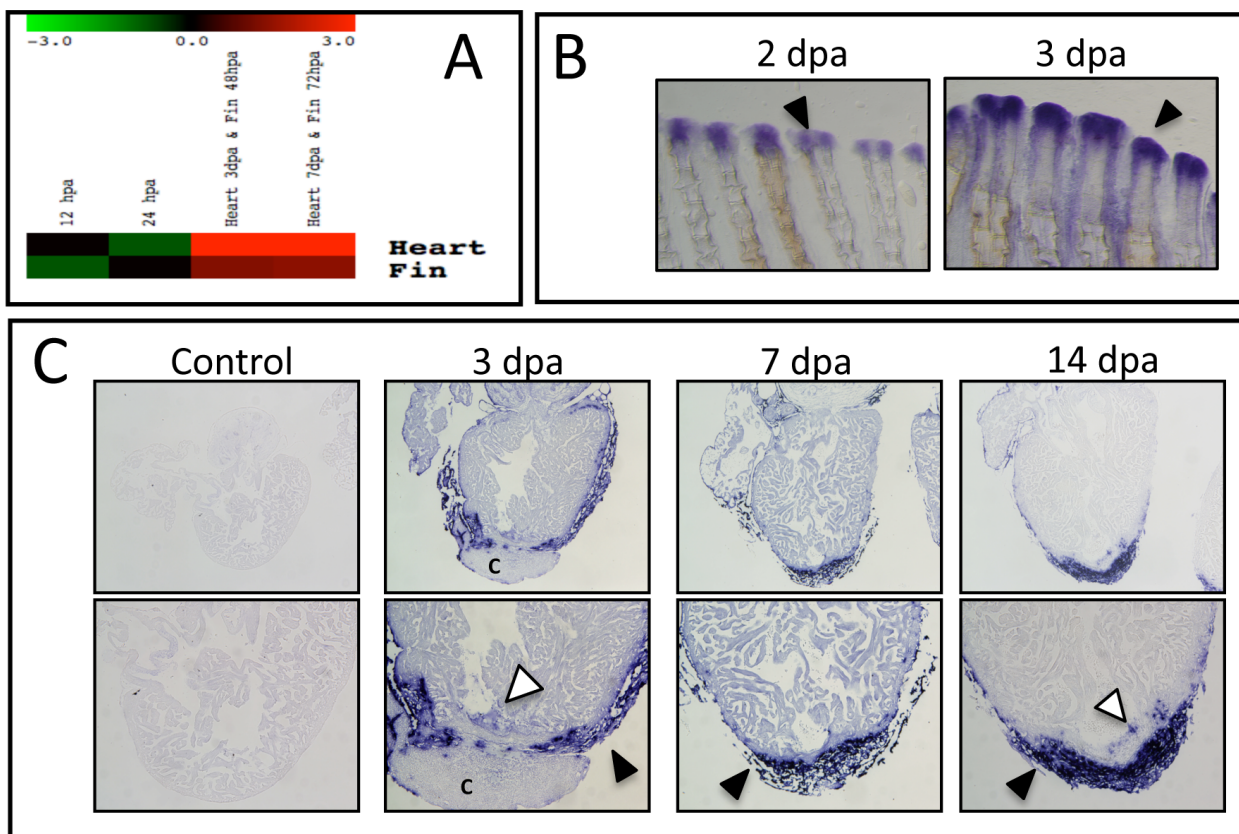 A
-3.0 0.0 3.0
12 hpa
24 hpa
Heart 3dpa & Fin 48hpa
Heart 7dpa & Fin 72hpa
Heart
Fin
B
2 dpa 3 dpa
C
Control 3 dpa 7 dpa 14 dpa
c
c